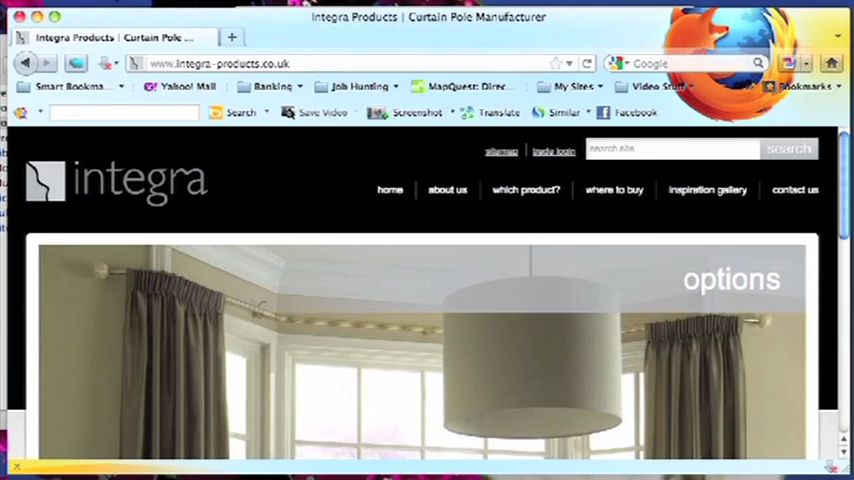 Integra Products | Curtain Pole Manufacturer
Integra Products | Curtain Pole ...
www.integra-products.co.uk
Google
Smart Bookma... Yahoo! Mail Banking Job Hunting MapQuest: Direc... My Sites Video Stuff Bookmarks
Search Save Video Screenshot Translate Similar Facebook
sitemap trade login search site search
integra
home about us which product? where to buy inspiration gallery contact us
options